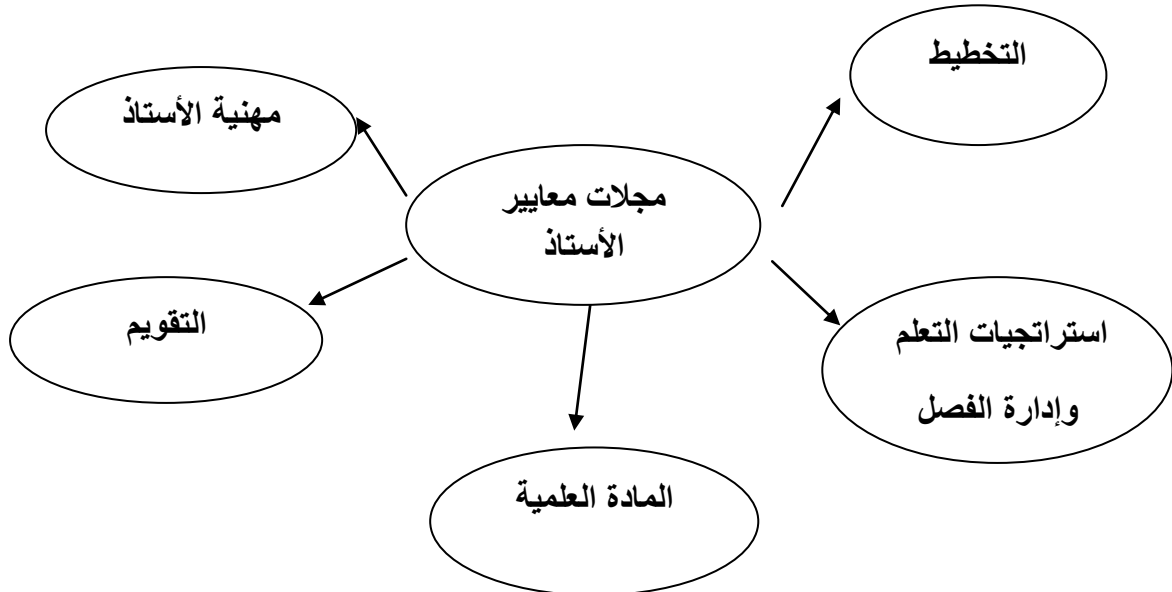 التخطيط
مهنية الأستاذ
مجلات معايير
الأستاذ
التقويم
استراتجيات التعلم
وإدارة الفصل
المادة العلمية